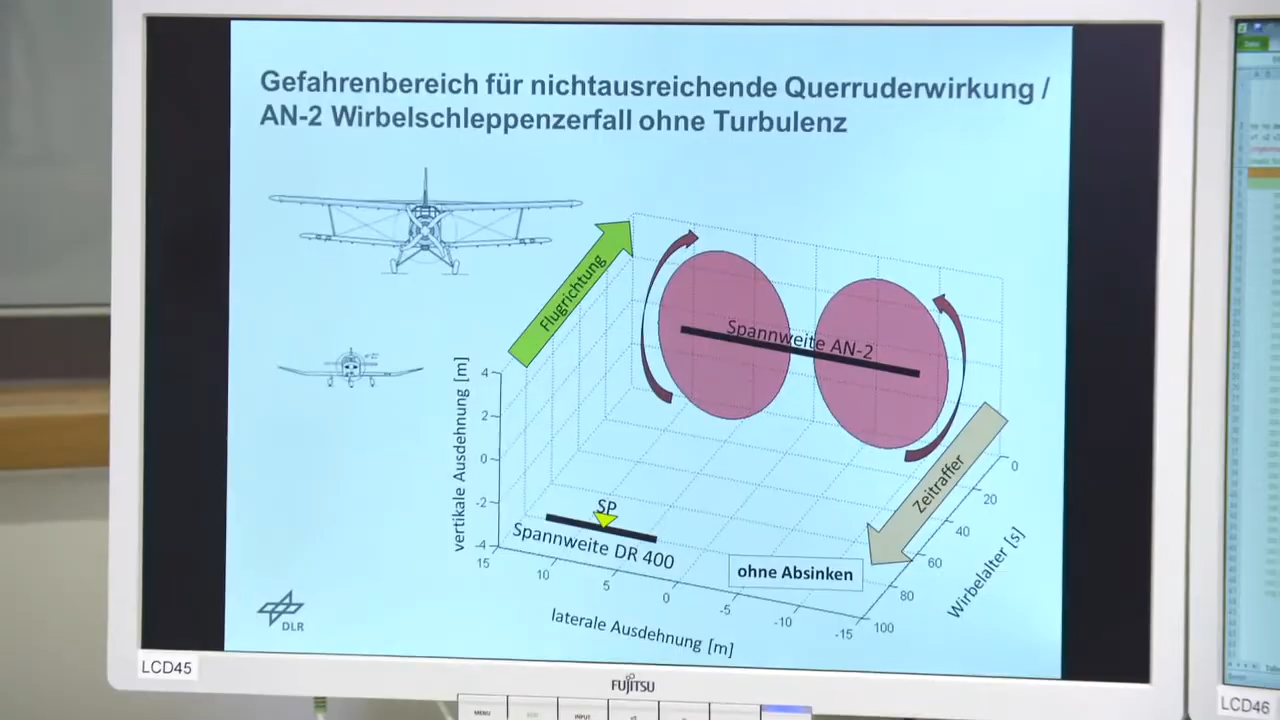 Gefahrenbereich für nichtausreichende Querruderwirkung /
AN-2 Wirbelschleppenzerfall ohne Turbulenz
Flugrichtung
Spannweite AN-2
Zeitraffer
vertikale Ausdehnung [m]
4
2
0
-2
-4
SP
Spannweite DR 400
ohne Absinken
15
10
5
0
-5
-10
-15
laterale Ausdehnung [m]
0
20
40
60
80
100
Wirbelalter [s]
DLR
LCD45
FUJITSU
MENU
INPUT
LCD46